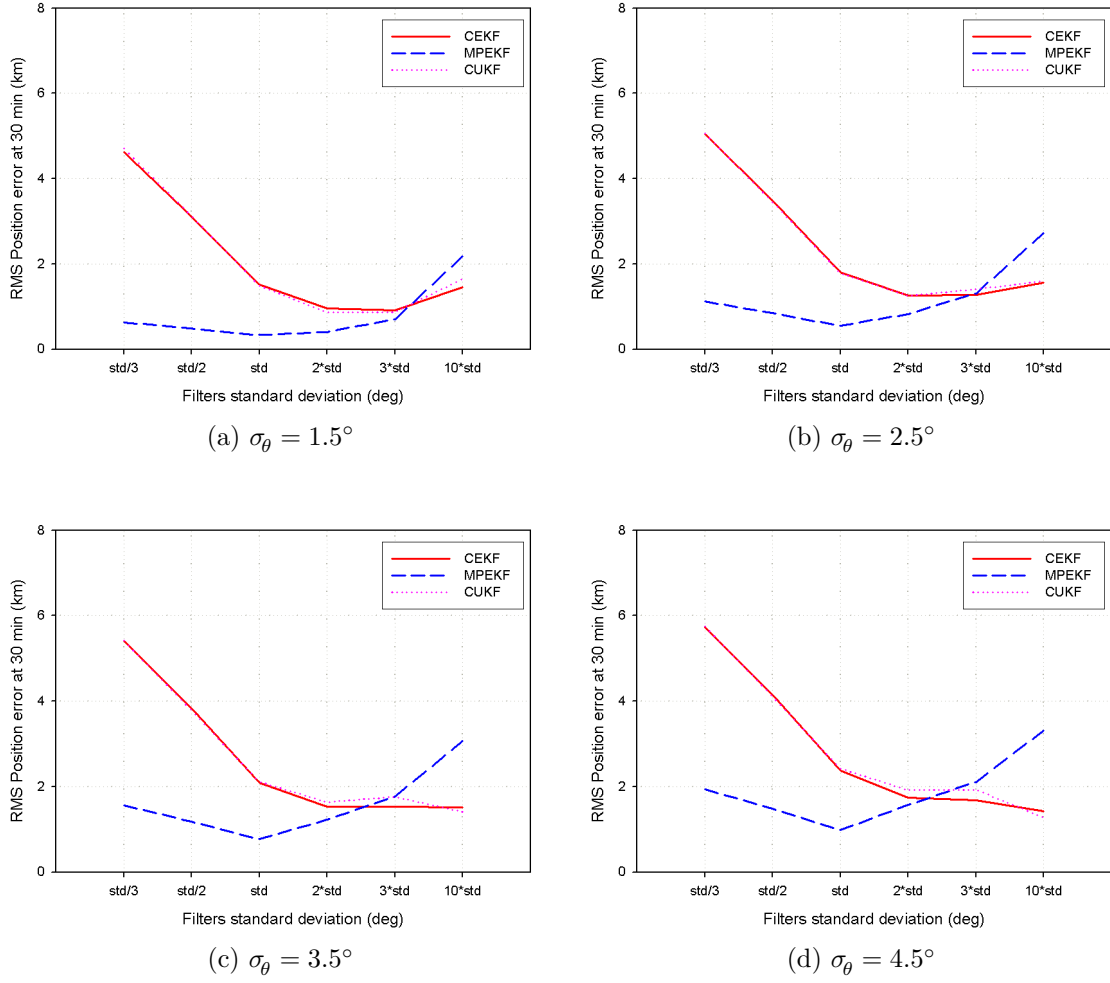 8
6
4
2
0
RMS Position error at 30 min (km)
CEKF
MPEKF
CUKF
std/3 std/2 std 2*std 3*std 10*std
Filters standard deviation (deg)
(a) σθ = 1.5°
8
6
4
2
0
RMS Position error at 30 min (km)
CEKF
MPEKF
CUKF
std/3 std/2 std 2*std 3*std 10*std
Filters standard deviation (deg)
(b) σθ = 2.5°
8
6
4
2
0
RMS Position error at 30 min (km)
CEKF
MPEKF
CUKF
std/3 std/2 std 2*std 3*std 10*std
Filters standard deviation (deg)
(c) σθ = 3.5°
8
6
4
2
0
RMS Position error at 30 min (km)
CEKF
MPEKF
CUKF
std/3 std/2 std 2*std 3*std 10*std
Filters standard deviation (deg)
(d) σθ = 4.5°